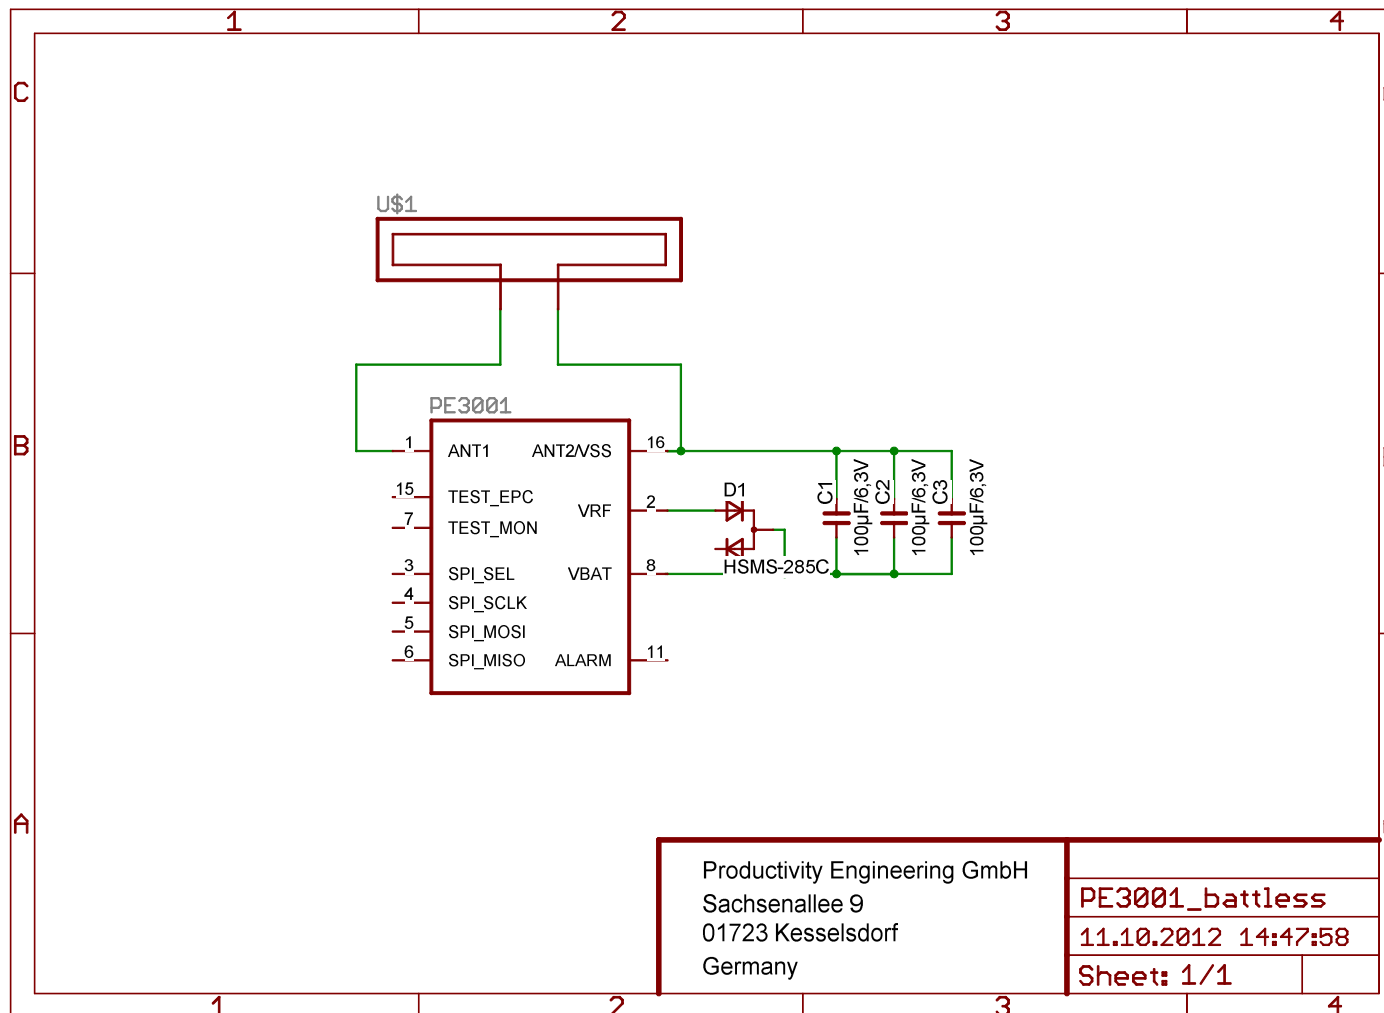 1 2 3 4
C
U$1
B
PE3001
1 ANT1 ANT2/VSS 16
15 TEST_EPC
VRF 2
7 TEST_MON
3 SPI_SEL VBAT 8
4 SPI_SCLK
5 SPI_MOSI
6 SPI_MISO ALARM 11
D1
HSMS-285C
C1
100µF/6,3V
C2
100µF/6,3V
C3
100µF/6,3V
A
Productivity Engineering GmbH
Sachsenallee 9
01723 Kesselsdorf
Germany
PE3001_battless
11.10.2012 14:47:58
Sheet: 1/1
1 2 3 4